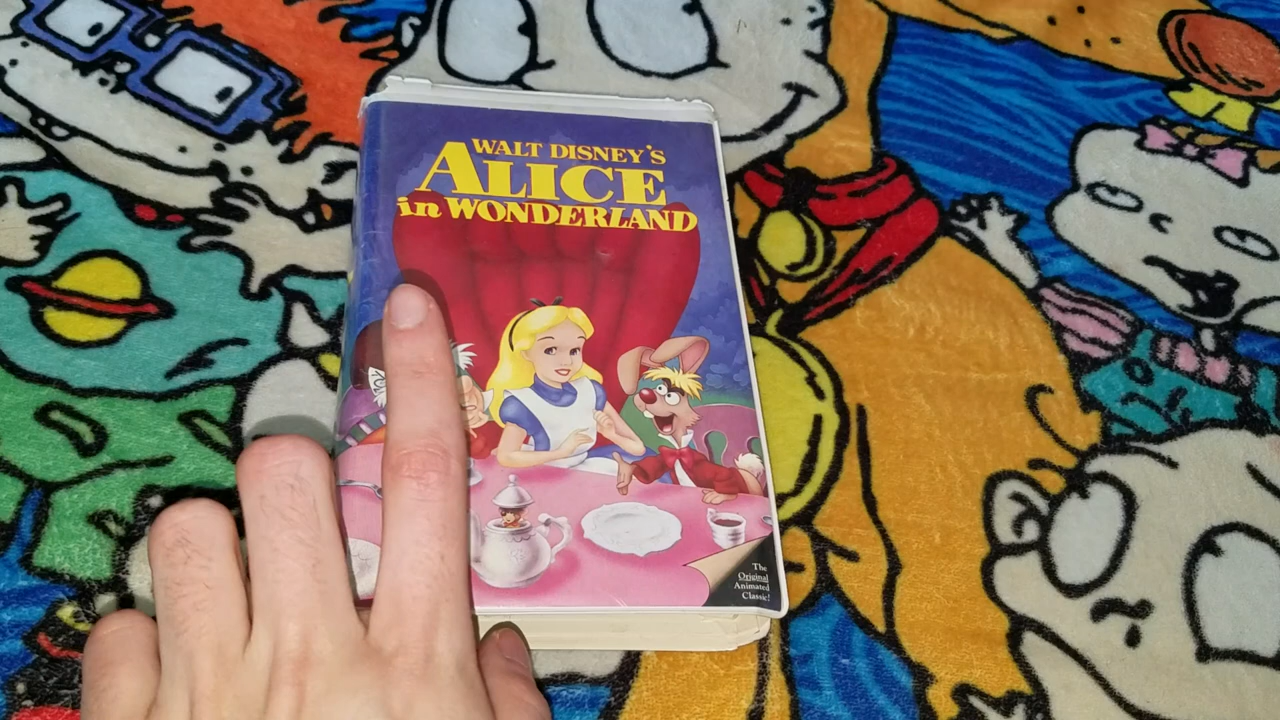 WALT DISNEY'S
ALICE
in WONDERLAND
The
Original
Animated
Classic!